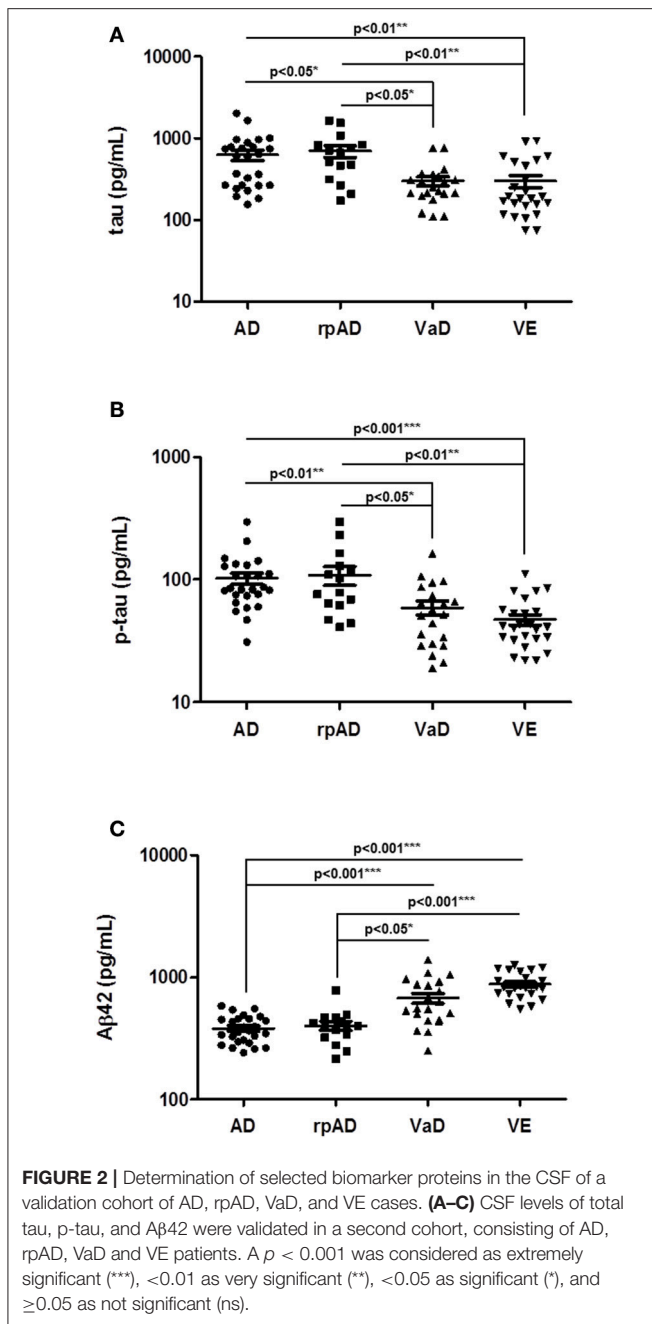 A
p<0.01**
p<0.01**
p<0.05*
p<0.05*
tau (pg/mL)
10000
1000
100
10
AD rpAD VaD VE
B
p<0.001***
p<0.01**
p<0.01**
p<0.05*
p-tau (pg/mL)
1000
100
10
AD rpAD VaD VE
C
p<0.001***
p<0.001***
p<0.001***
p<0.05*
Aβ42 (pg/mL)
10000
1000
100
AD rpAD VaD VE
FIGURE 2 | Determination of selected biomarker proteins in the CSF of a
validation cohort of AD, rpAD, VaD, and VE cases. (A–C) CSF levels of total
tau, p-tau, and Aβ42 were validated in a second cohort, consisting of AD,
rpAD, VaD and VE patients. A p < 0.001 was considered as extremely
significant (***), <0.01 as very significant (**), <0.05 as significant (*), and
≥0.05 as not significant (ns).